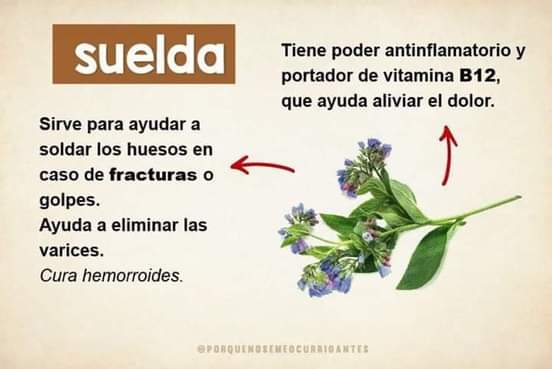 suelda
Tiene poder antinflamatorio y
portador de vitamina B12,
que ayuda aliviar el dolor.
Sirve para ayudar a
soldar los huesos en
caso de fracturas o
golpes.
Ayuda a eliminar las
varices.
Cura hemorroides.
@PORQUENOSEMEOCURRIOANTES